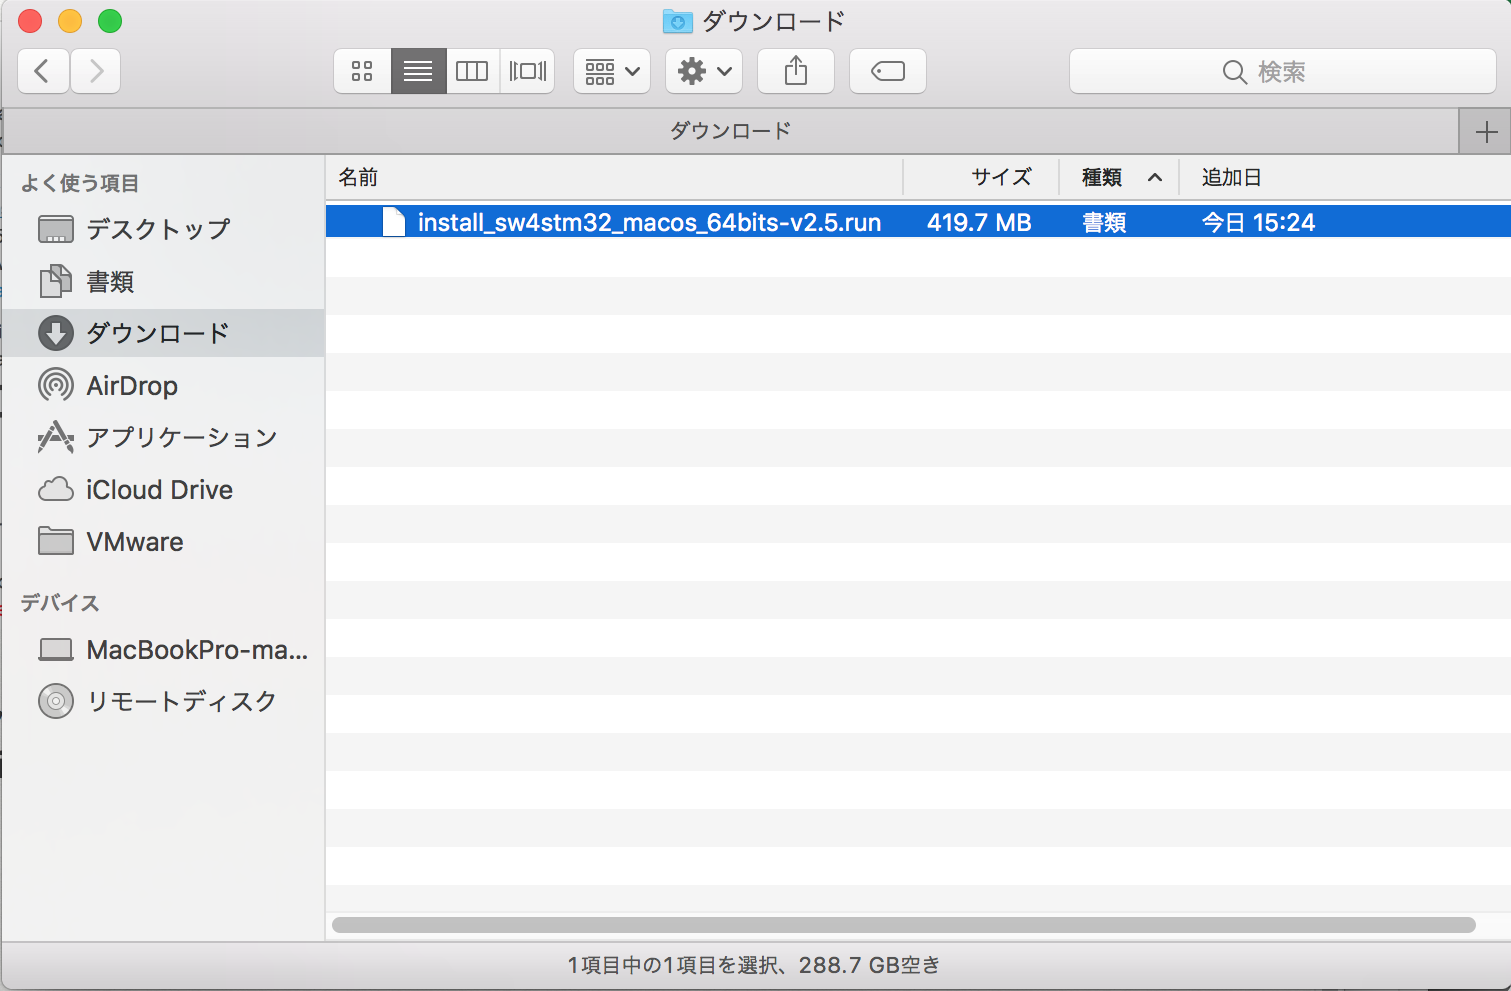 ダウンロード
検索
ダウンロード
よく使う項目
デスクトップ
書類
ダウンロード
AirDrop
アプリケーション
iCloud Drive
VMware
デバイス
MacBookPro-ma...
リモートディスク
名前 サイズ 種類 追加日
install_sw4stm32_macos_64bits-v2.5.run 419.7 MB 書類 今日 15:24
1項目中の1項目を選択、288.7 GB空き